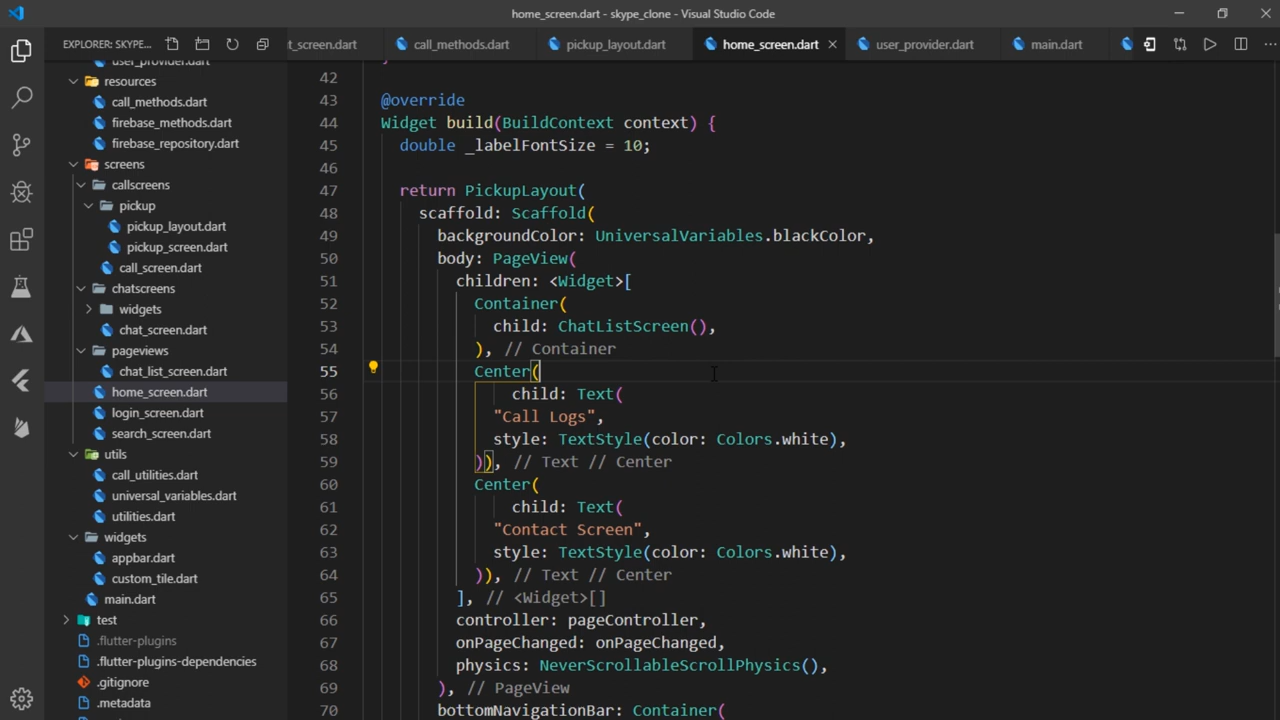 home_screen.dart - skype_clone - Visual Studio Code
EXPLORER: SKYPE...
t_screen.dart
call_methods.dart
pickup_layout.dart
home_screen.dart
user_provider.dart
main.dart
user_provider.dart
resources
call_methods.dart
firebase_methods.dart
firebase_repository.dart
screens
callscreens
pickup
pickup_layout.dart
pickup_screen.dart
call_screen.dart
chatscreens
widgets
chat_screen.dart
pageviews
chat_list_screen.dart
home_screen.dart
login_screen.dart
search_screen.dart
utils
call_utilities.dart
universal_variables.dart
utilities.dart
widgets
appbar.dart
custom_tile.dart
main.dart
test
.flutter-plugins
.flutter-plugins-dependencies
.gitignore
.metadata
42
43 @override
44 Widget build(BuildContext context) {
45 double _labelFontSize = 10;
46
47 return PickupLayout(
48 scaffold: Scaffold(
49 backgroundColor: UniversalVariables.blackColor,
50 body: PageView(
51 children: <Widget>[
52 Container(
53 child: ChatListScreen(),
54 ), // Container
55 Center(
56 child: Text(
57 "Call Logs",
58 style: TextStyle(color: Colors.white),
59 )), // Text // Center
60 Center(
61 child: Text(
62 "Contact Screen",
63 style: TextStyle(color: Colors.white),
64 )), // Text // Center
65 ], // <Widget>[]
66 controller: pageController,
67 onPageChanged: onPageChanged,
68 physics: NeverScrollableScrollPhysics(),
69 ), // PageView
70 bottomNavigationBar: Container(